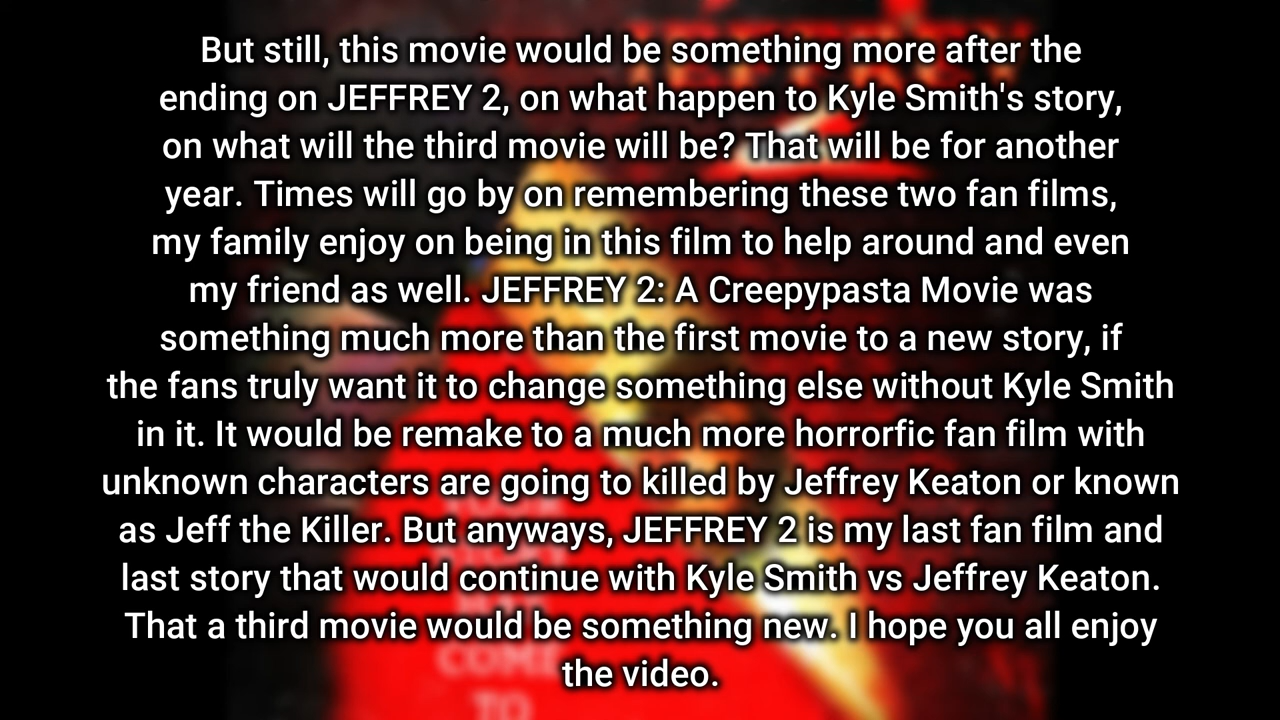 But still, this movie would be something more after the
ending on JEFFREY 2, on what happen to Kyle Smith's story,
on what will the third movie will be? That will be for another
year. Times will go by on remembering these two fan films,
my family enjoy on being in this film to help around and even
my friend as well. JEFFREY 2: A Creepypasta Movie was
something much more than the first movie to a new story, if
the fans truly want it to change something else without Kyle Smith
in it. It would be remake to a much more horrorfic fan film with
unknown characters are going to killed by Jeffrey Keaton or known
as Jeff the Killer. But anyways, JEFFREY 2 is my last fan film and
last story that would continue with Kyle Smith vs Jeffrey Keaton.
That a third movie would be something new. I hope you all enjoy
the video.
JEFFREY
COME
TO